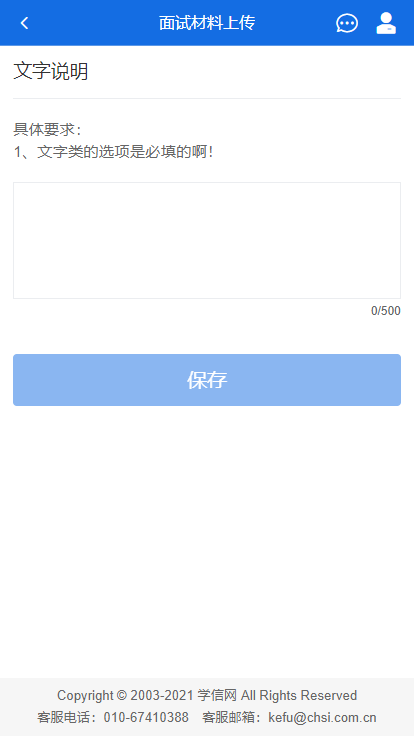 面试材料上传
文字说明
具体要求：
1、文字类的选项是必填的啊！
0/500
保存
Copyright © 2003-2021 学信网 All Rights Reserved
客服电话：010-67410388 客服邮箱：kefu@chsi.com.cn